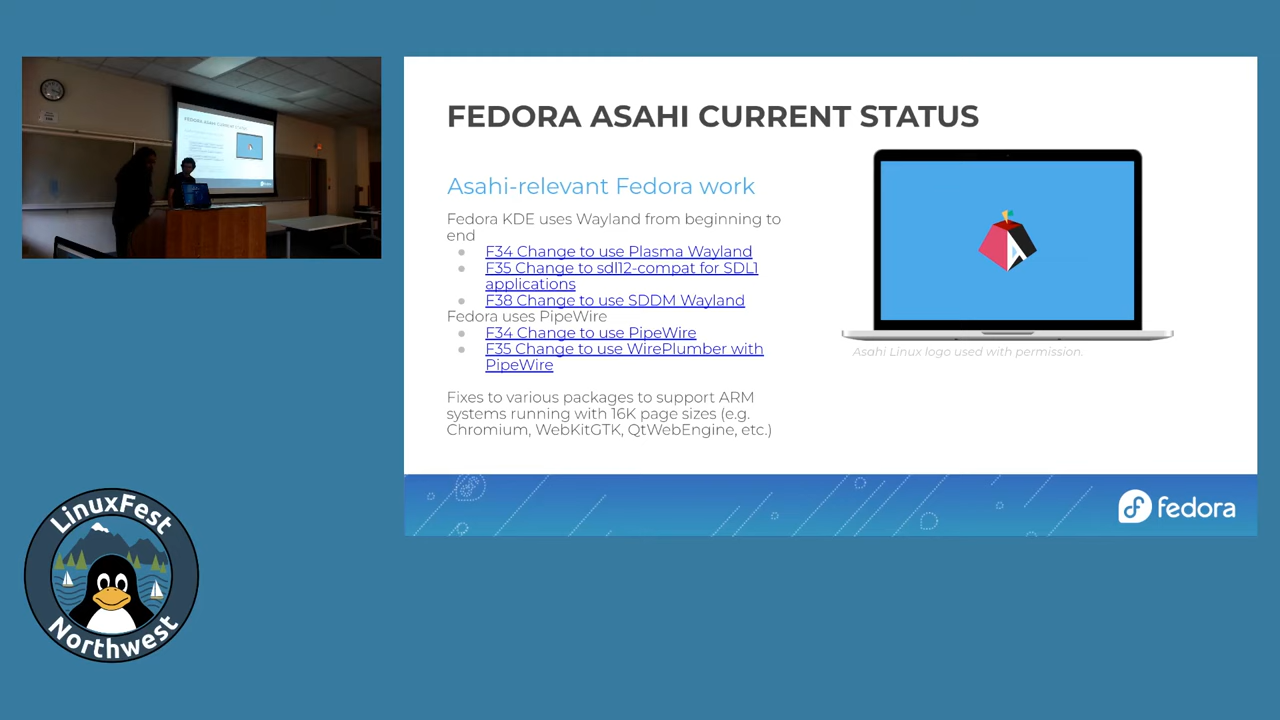 FEDORA ASAHI CURRENT STATUS
Asahi-relevant Fedora work
Fedora KDE uses Wayland from beginning to
end
● F34 Change to use Plasma Wayland
● F35 Change to sdl12-compat for SDL1
applications
● F38 Change to use SDDM Wayland
Fedora uses PipeWire
● F34 Change to use PipeWire
● F35 Change to use WirePlumber with
PipeWire
Fixes to various packages to support ARM
systems running with 16K page sizes (e.g.
Chromium, WebKitGTK, QtWebEngine, etc.)
A
Asahi Linux logo used with permission.
fedora
FEDORA ASAHI CURRENT STATUS
LinuxFest
Northwest